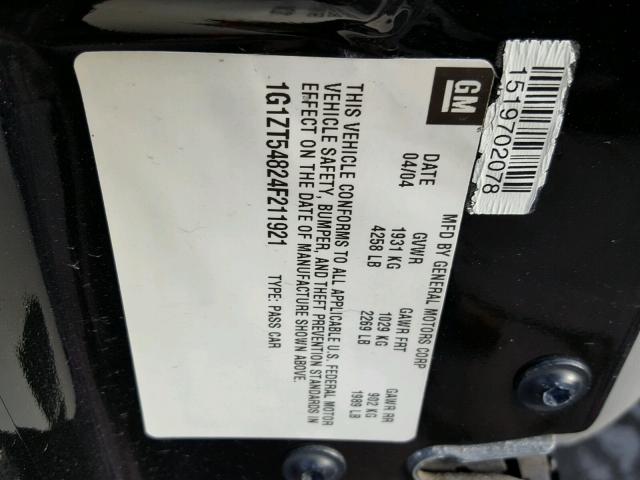 GM
MFD BY GENERAL MOTORS CORP
DATE GVWR GAWR FRT GAWR RR
04/04 1931 KG 1029 KG 902 KG
4258 LB 2269 LB 1989 LB
THIS VEHICLE CONFORMS TO ALL APPLICABLE U.S. FEDERAL MOTOR
VEHICLE SAFETY, BUMPER, AND THEFT PREVENTION STANDARDS IN
EFFECT ON THE DATE OF MANUFACTURE SHOWN ABOVE.
1G1ZT54824F211921 TYPE: PASS CAR
1519702078